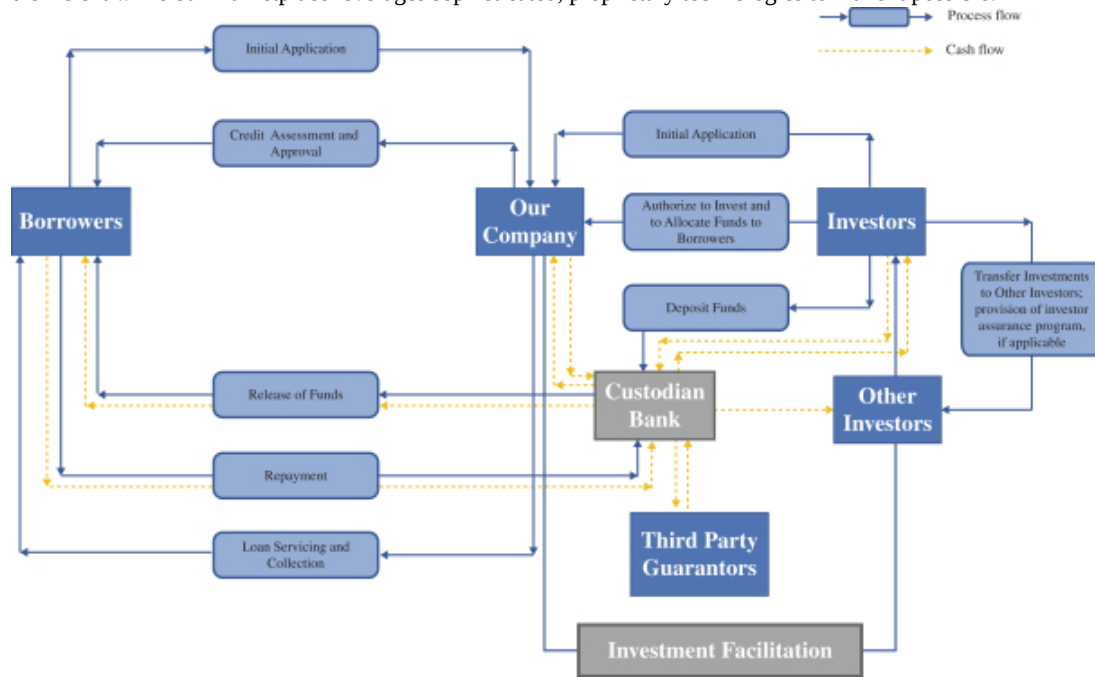 Process flow
Cash flow
Initial Application
Credit Assessment and
Approval
Initial Application
Borrowers
Our
Company
Authorize to Invest and
to Allocate Funds to
Borrowers
Investors
Transfer Investments
to Other Investors;
provision of investor
assurance program,
if applicable
Deposit Funds
Release of Funds
Custodian
Bank
Other
Investors
Repayment
Third Party
Guarantors
Loan Servicing and
Collection
Investment Facilitation